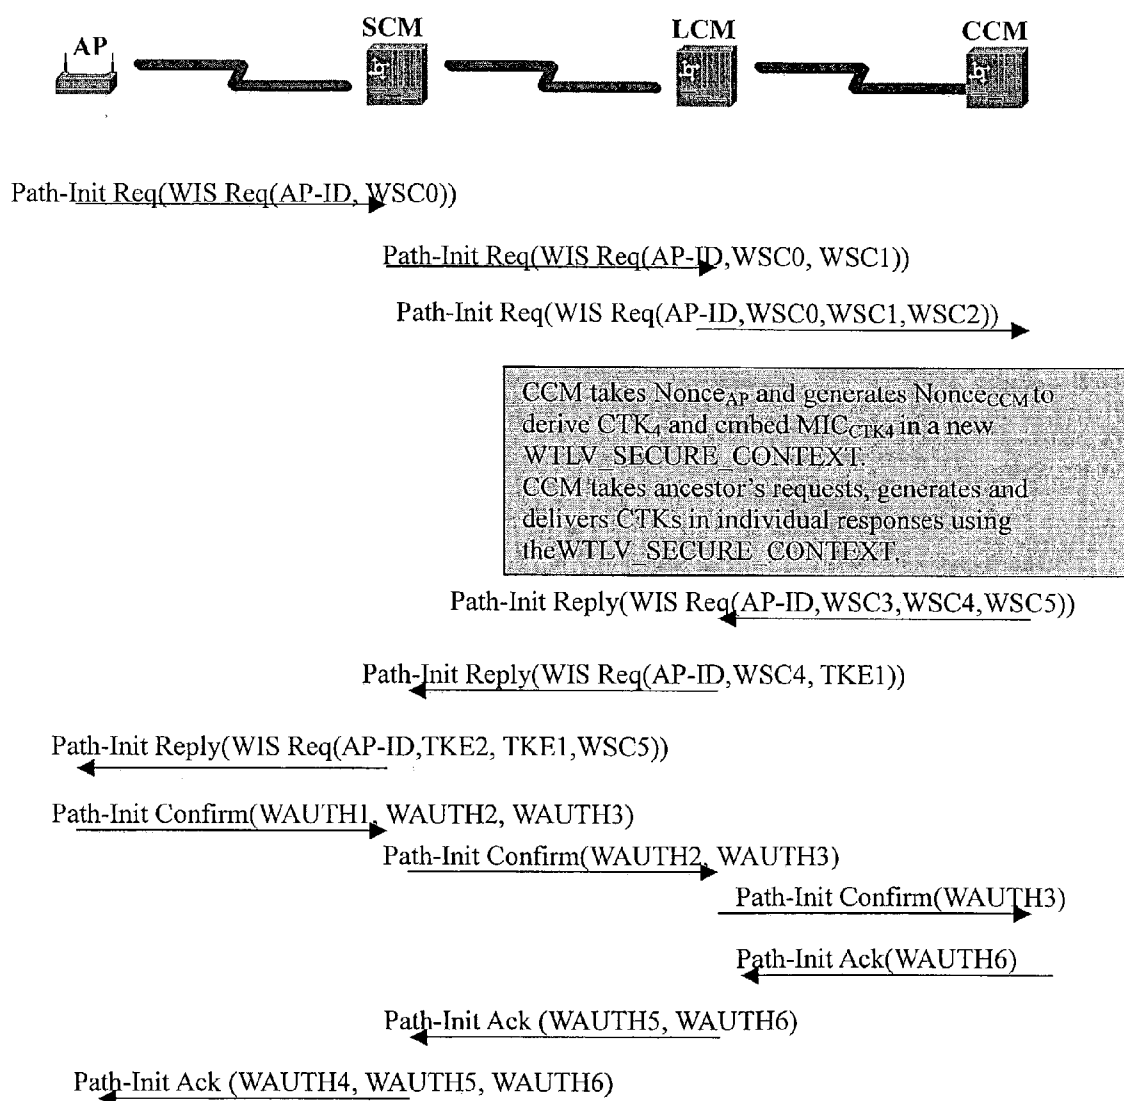 AP
SCM
LCM
CCM
Path-Init Req(WIS Req(AP-ID, WSC0))
Path-Init Req(WIS Req(AP-ID,WSC0, WSC1))
Path-Init Req(WIS Req(AP-ID,WSC0,WSC1,WSC2))
CCM takes NonceAP and generates NonceCCM to
derive CTK4 and embed MICCTK4 in a new
WTLV_SECURE_CONTEXT.
CCM takes ancestor's requests, generates and
delivers CTKs in individual responses using
theWTLV_SECURE_CONTEXT.
Path-Init Reply(WIS Req(AP-ID,WSC3,WSC4,WSC5))
Path-Init Reply(WIS Req(AP-ID,WSC4, TKE1))
Path-Init Reply(WIS Req(AP-ID,TKE2, TKE1,WSC5))
Path-Init Confirm(WAUTH1, WAUTH2, WAUTH3)
Path-Init Confirm(WAUTH2, WAUTH3)
Path-Init Confirm(WAUTH3)
Path-Init Ack(WAUTH6)
Path-Init Ack (WAUTH5, WAUTH6)
Path-Init Ack (WAUTH4, WAUTH5, WAUTH6)